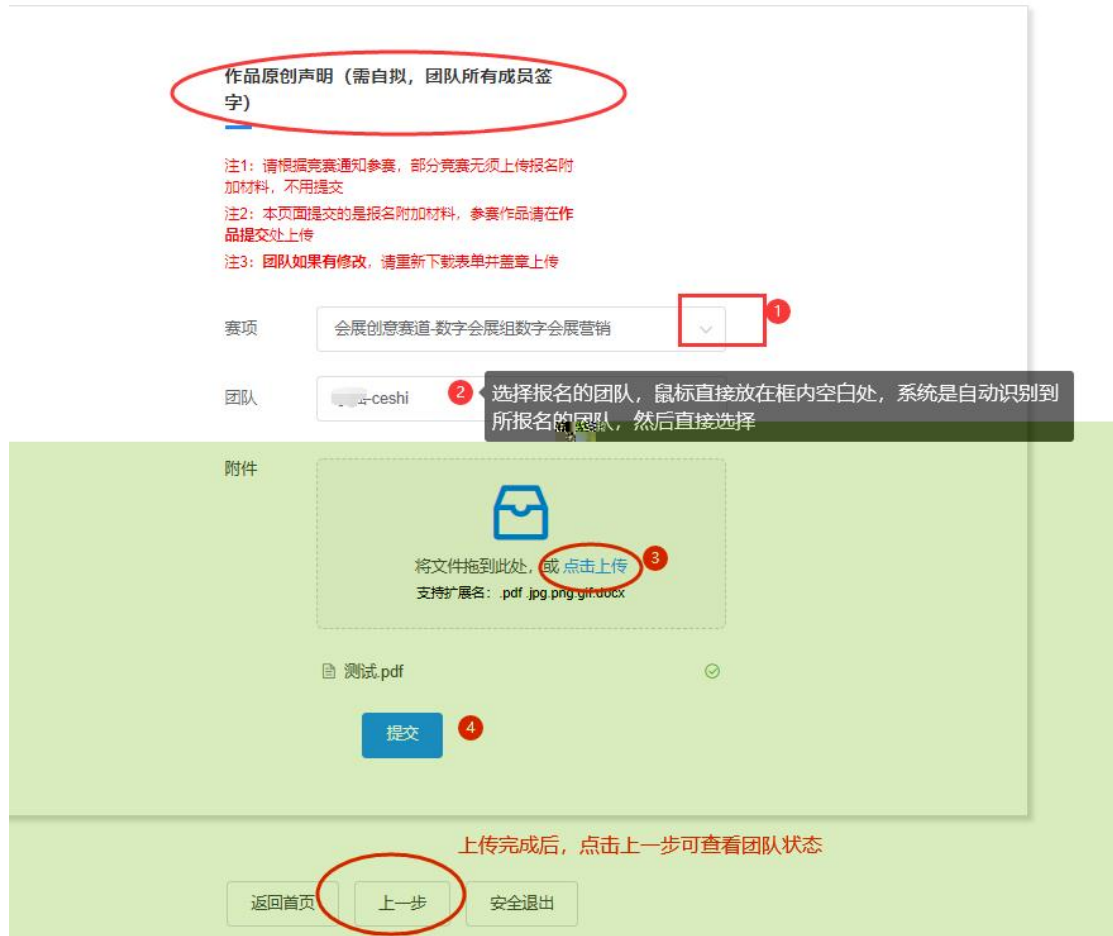 作品原创声明（需自拟，团队所有成员签
字）
注1：请根据竞赛通知参赛，部分竞赛无须上传报名附
加材料，不用提交
注2：本页面提交的是报名附加材料，参赛作品请在作
品提交处上传
注3：团队如果有修改，请重新下载表单并盖章上传
赛项
会展创意赛道-数字会展组数字会展营销
1
团队
-ceshi
2
选择报名的团队，鼠标直接放在框内空白处，系统是自动识别到
所报名的团队，然后直接选择
附件
将文件拖到此处，或 点击上传
3
支持扩展名：.pdf .jpg.png.gif.docx
测试.pdf
提交
4
上传完成后，点击上一步可查看团队状态
返回首页
上一步
安全退出